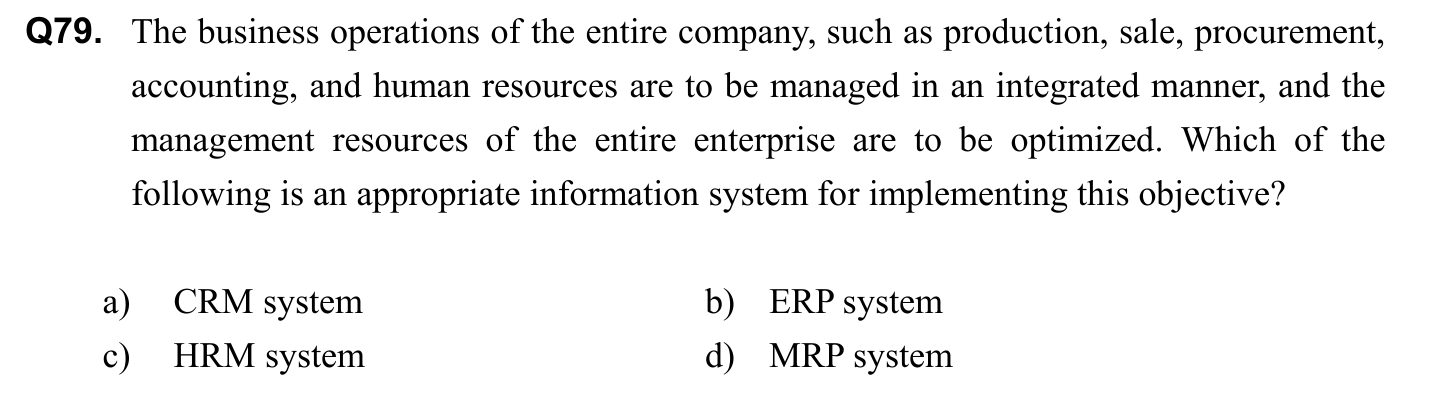 Q79. The business operations of the entire company, such as production, sale, procurement,
accounting, and human resources are to be managed in an integrated manner, and the
management resources of the entire enterprise are to be optimized. Which of the
following is an appropriate information system for implementing this objective?
a) CRM system b) ERP system
c) HRM system d) MRP system